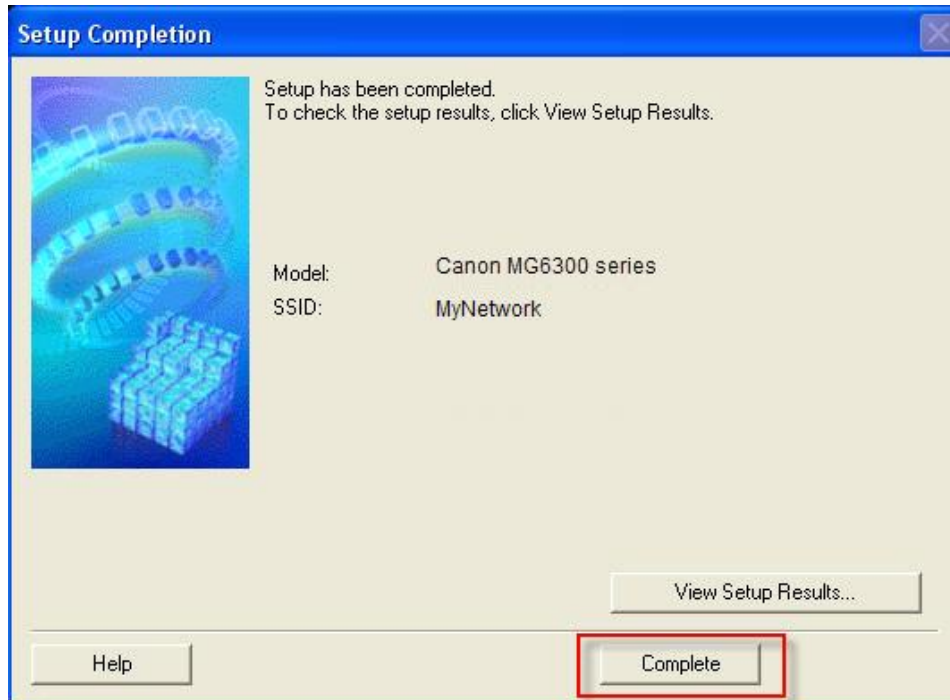 Setup Completion
Setup has been completed.
To check the setup results, click View Setup Results.
Model: Canon MG6300 series
SSID: MyNetwork
View Setup Results...
Help
Complete